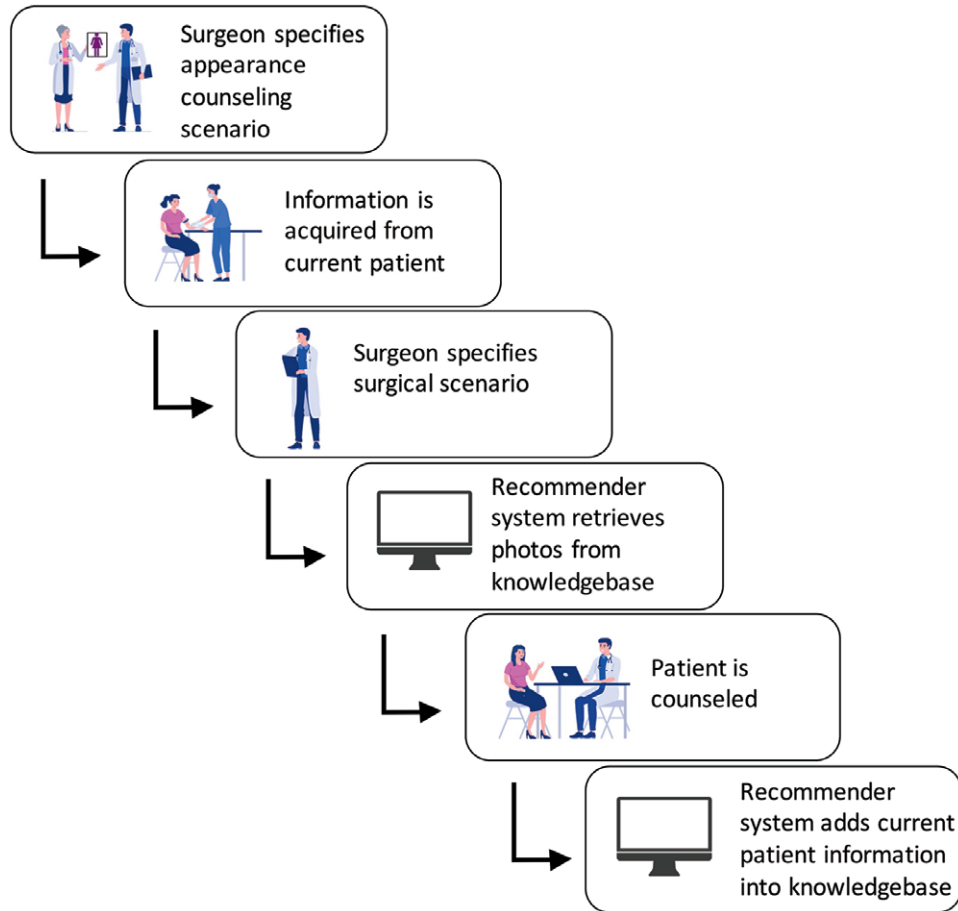 Surgeon specifies
appearance
counseling
scenario
Information is
acquired from
current patient
Surgeon specifies
surgical scenario
Recommender
system retrieves
photos from
knowledgebase
Patient is
counseled
Recommender
system adds current
patient information
into knowledgebase